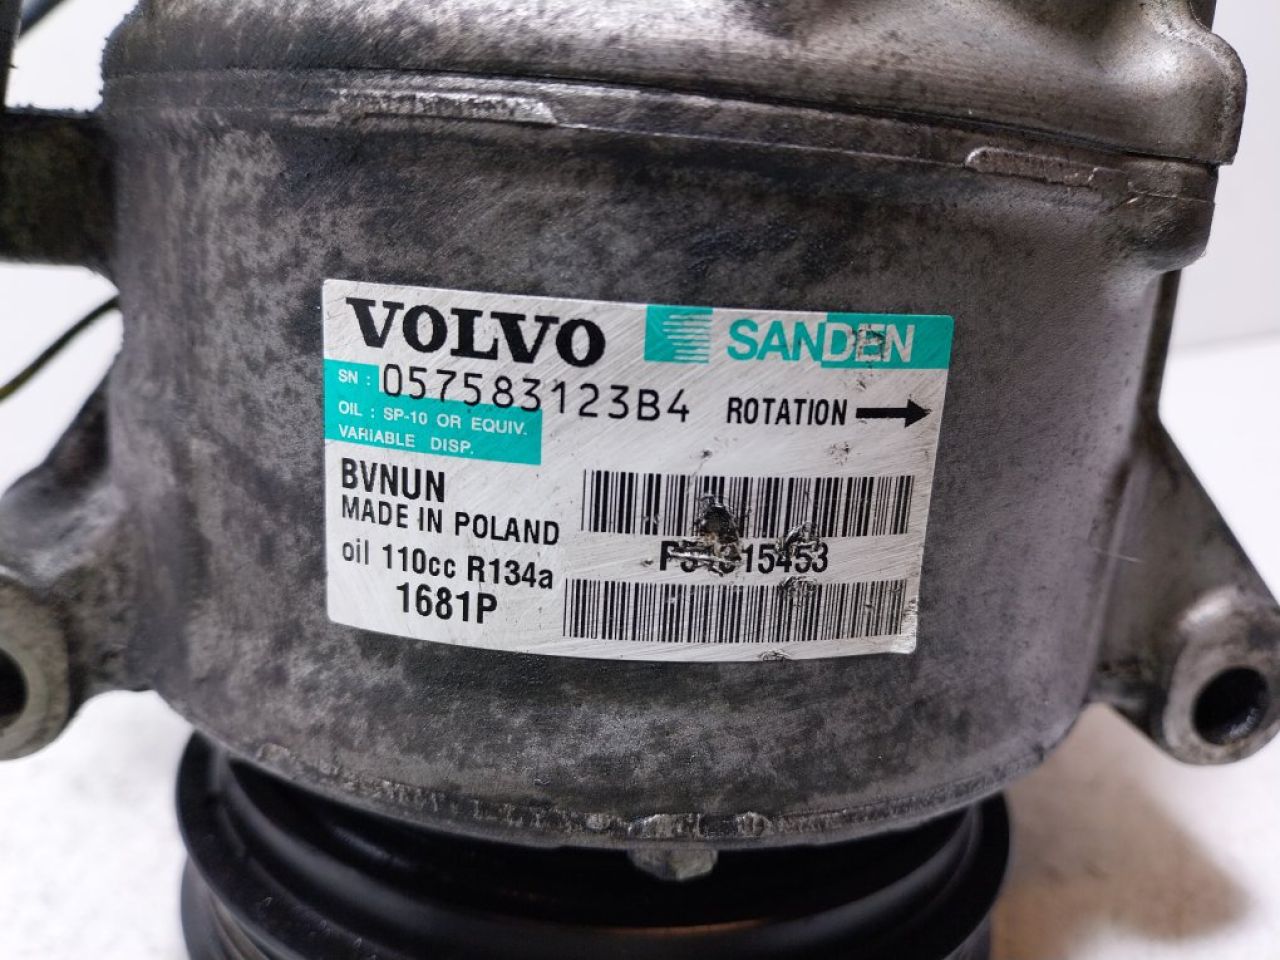 VOLVO SANDEN
SN : 057583123B4 ROTATION
OIL : SP-10 OR EQUIV.
VARIABLE DISP.
BVNUN
MADE IN POLAND
oil 110cc R134a
1681P